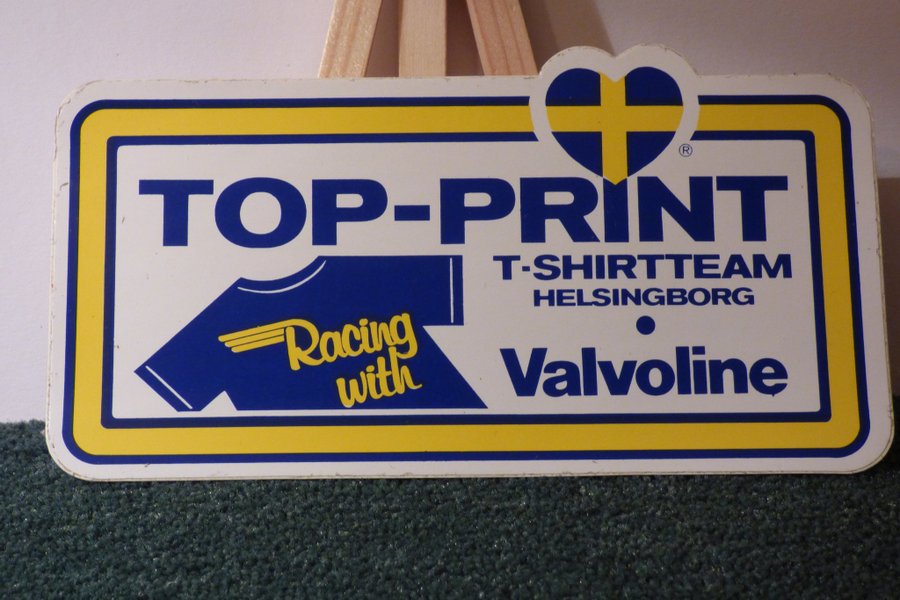 ®
TOP-PRINT
T-SHIRTTEAM
HELSINGBORG
Racing
with
Valvoline